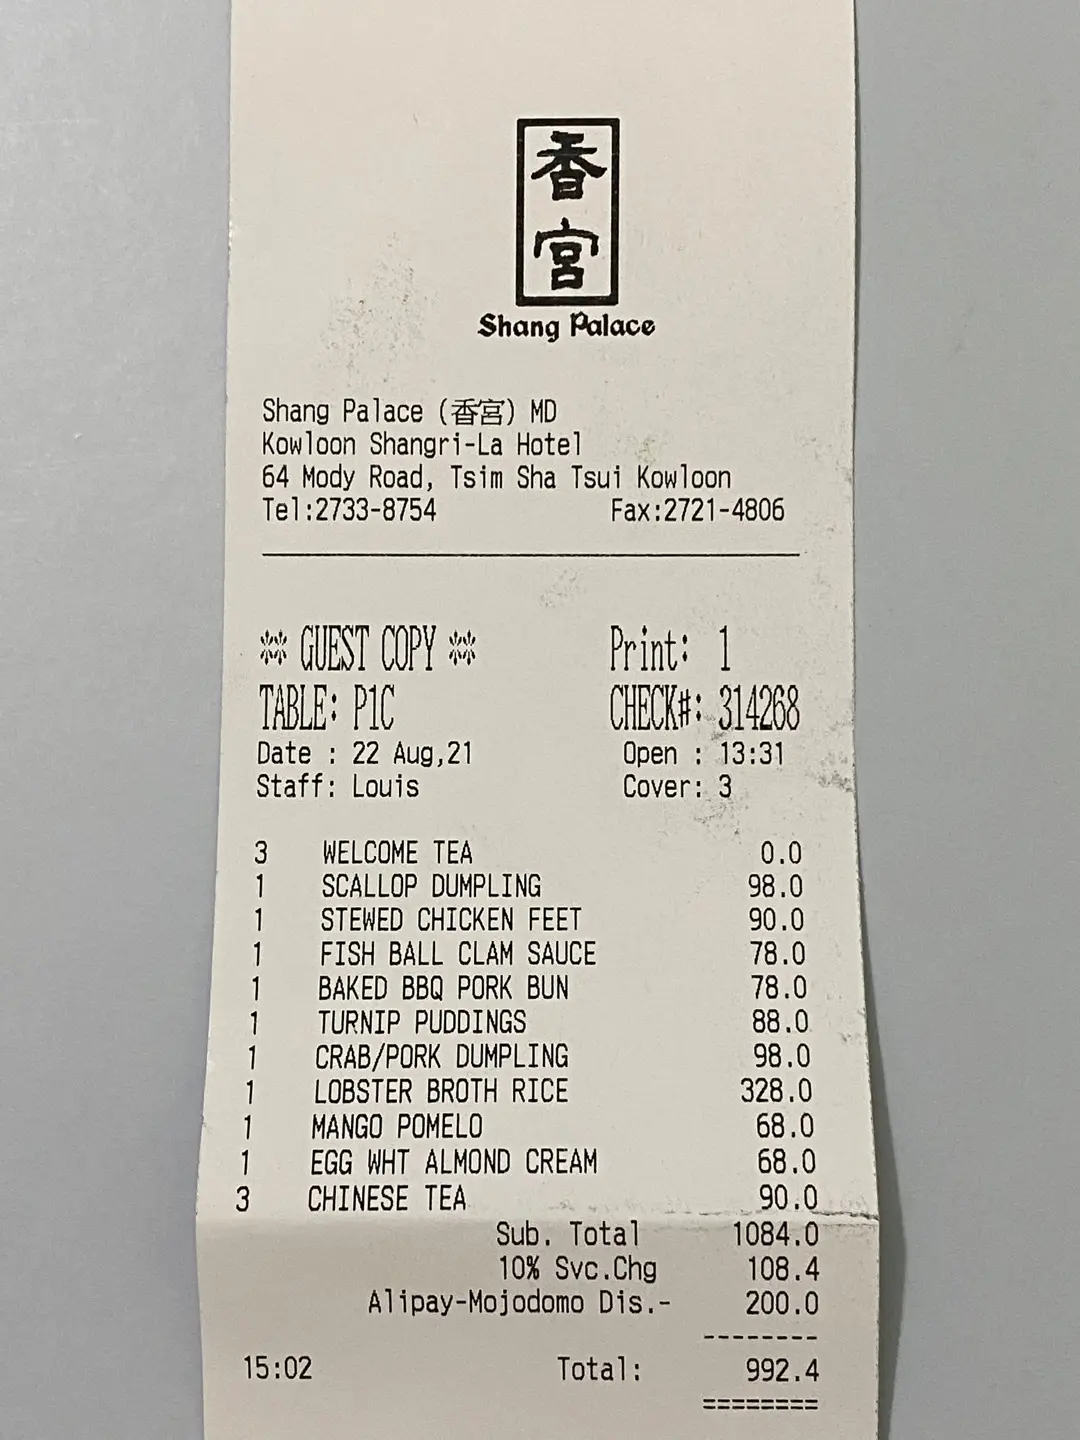 香
宮
Shang Palace
Shang Palace (香宮) MD
Kowloon Shangri-La Hotel
64 Mody Road, Tsim Sha Tsui Kowloon
Tel:2733-8754 Fax:2721-4806
** GUEST COPY ** Print: 1
TABLE: P1C CHECK#: 314268
Date : 22 Aug,21 Open : 13:31
Staff: Louis Cover: 3
3 WELCOME TEA 0.0
1 SCALLOP DUMPLING 98.0
1 STEWED CHICKEN FEET 90.0
1 FISH BALL CLAM SAUCE 78.0
1 BAKED BBQ PORK BUN 78.0
1 TURNIP PUDDINGS 88.0
1 CRAB/PORK DUMPLING 98.0
1 LOBSTER BROTH RICE 328.0
1 MANGO POMELO 68.0
1 EGG WHT ALMOND CREAM 68.0
3 CHINESE TEA 90.0
Sub. Total 1084.0
10% Svc.Chg 108.4
Alipay-Mojodomo Dis.- 200.0
--------
15:02 Total: 992.4
========